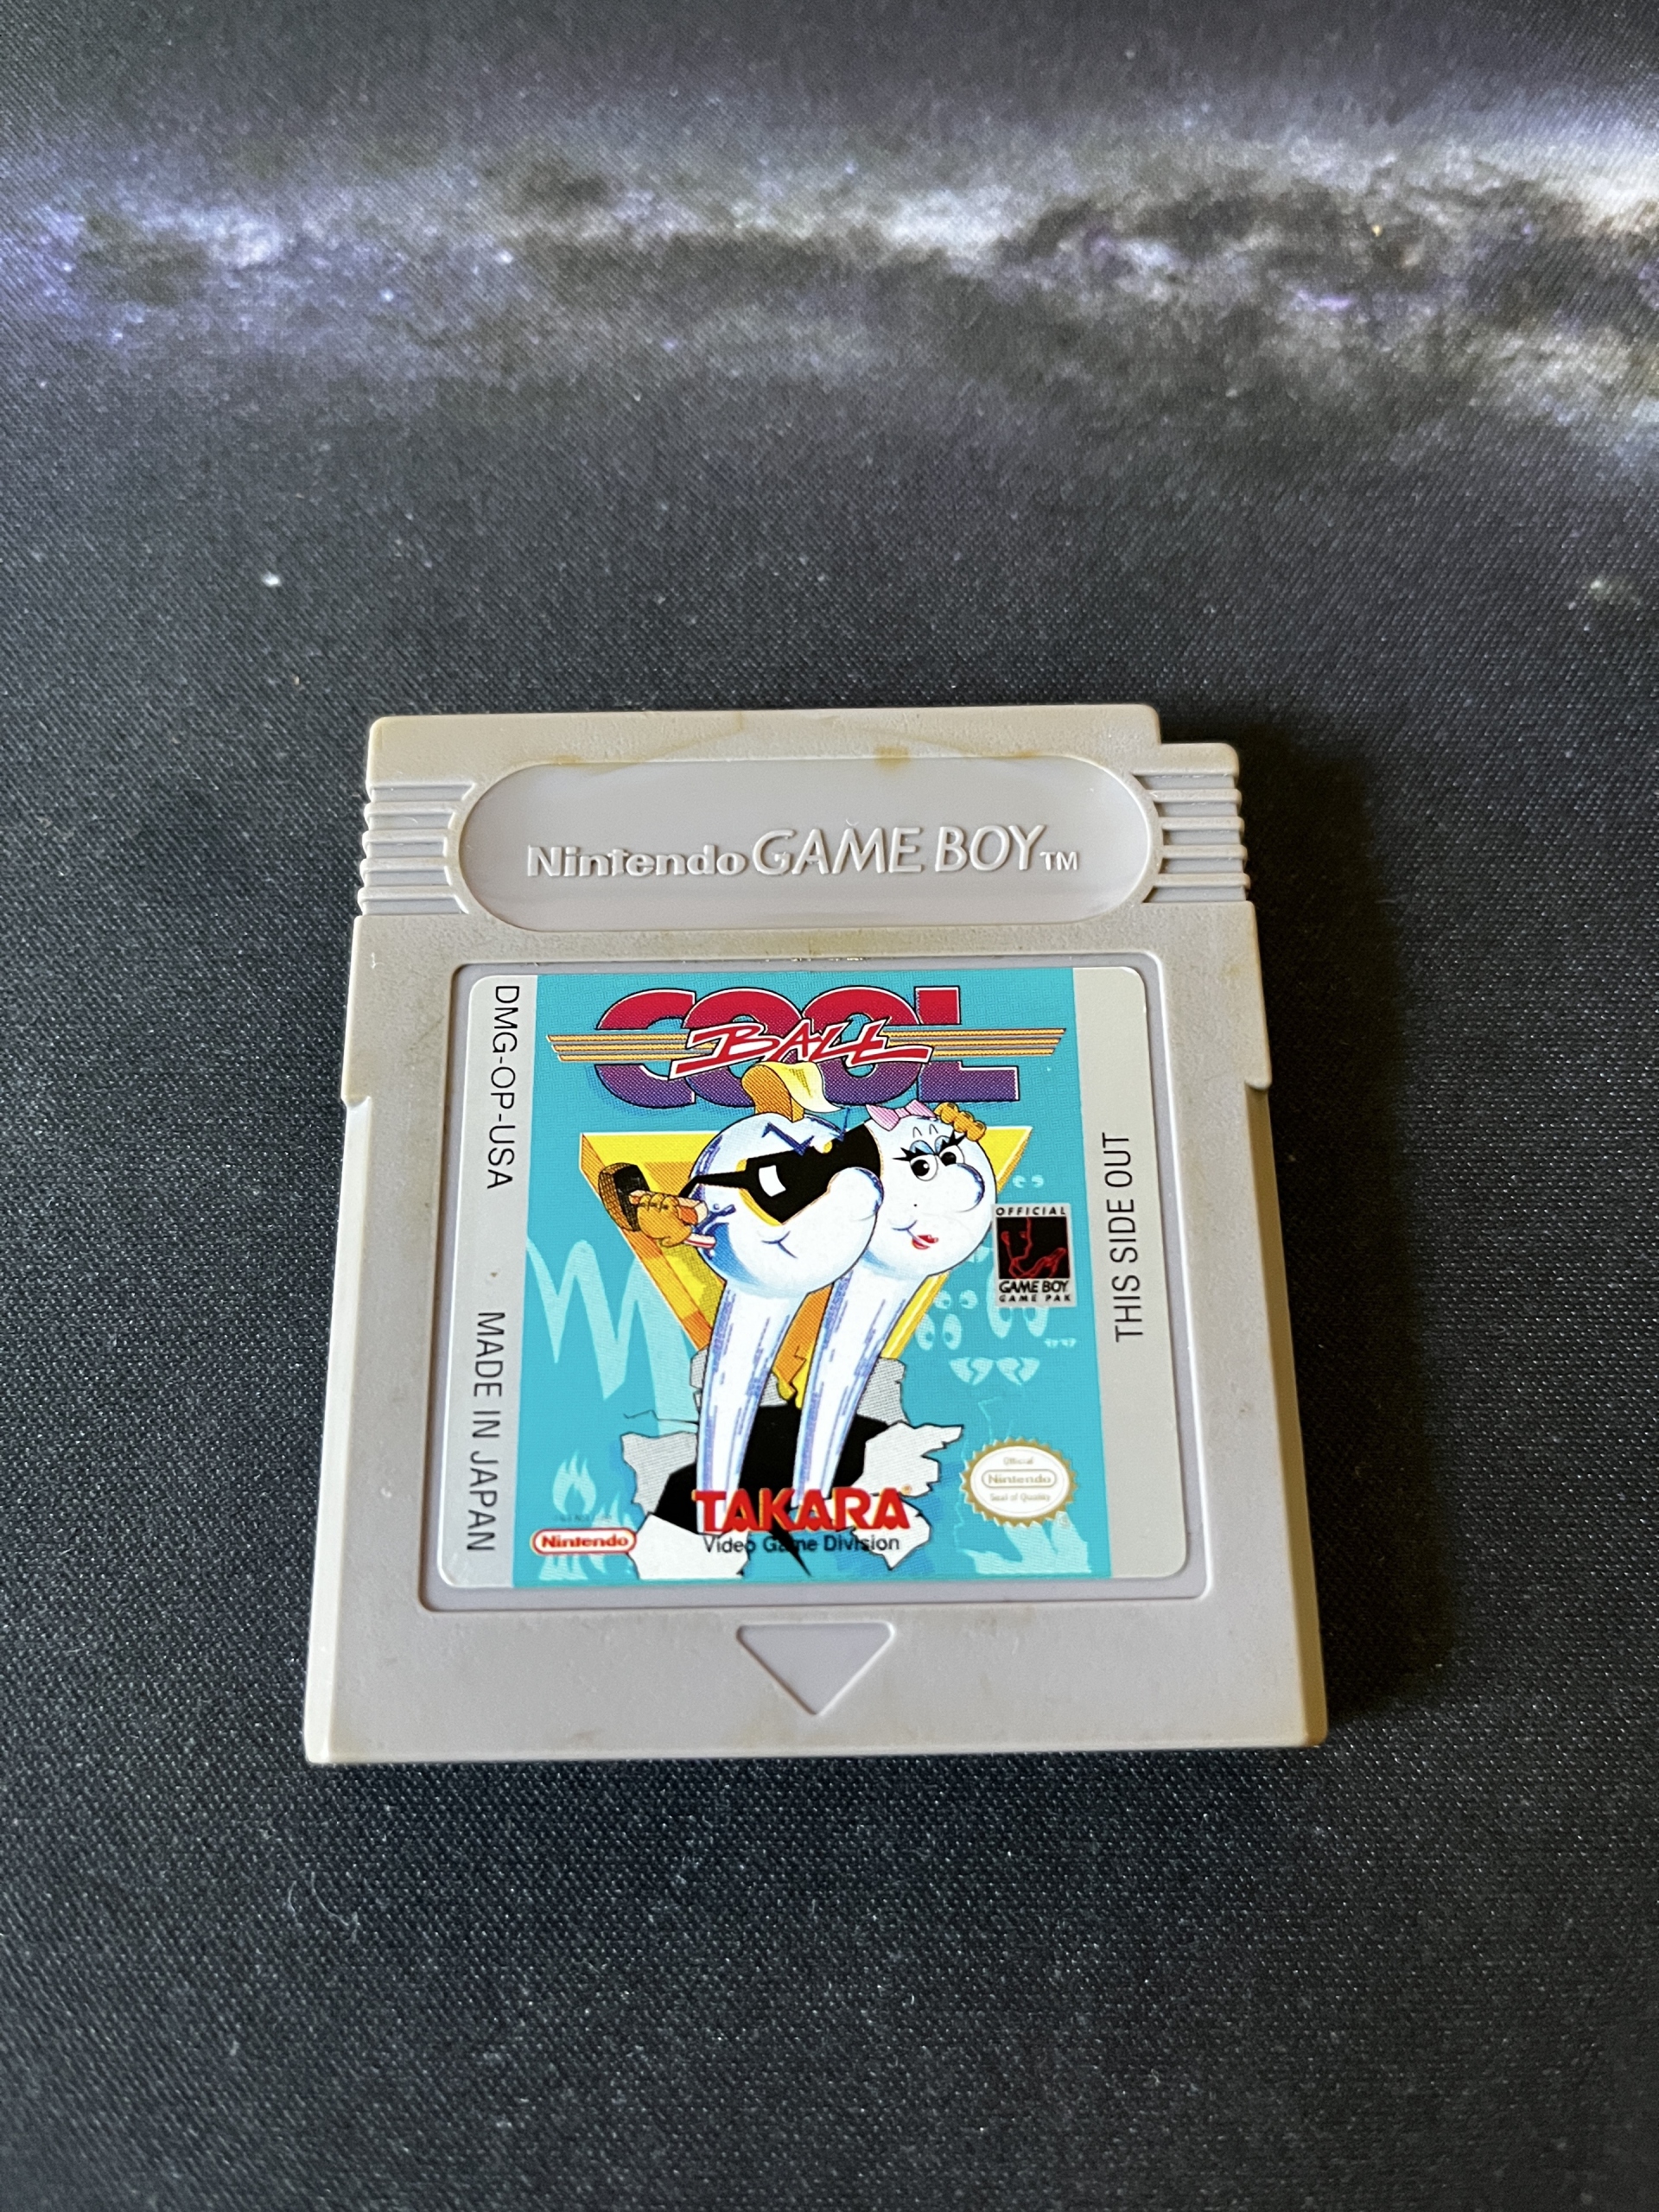 Nintendo GAME BOY TM
DMG-OP-USA
MADE IN JAPAN
COOL
BALL
OFFICIAL
GAME BOY
GAME PAK
THIS SIDE OUT
Official
Nintendo
Seal of Quality
TAKARA
Video Game Division
Nintendo